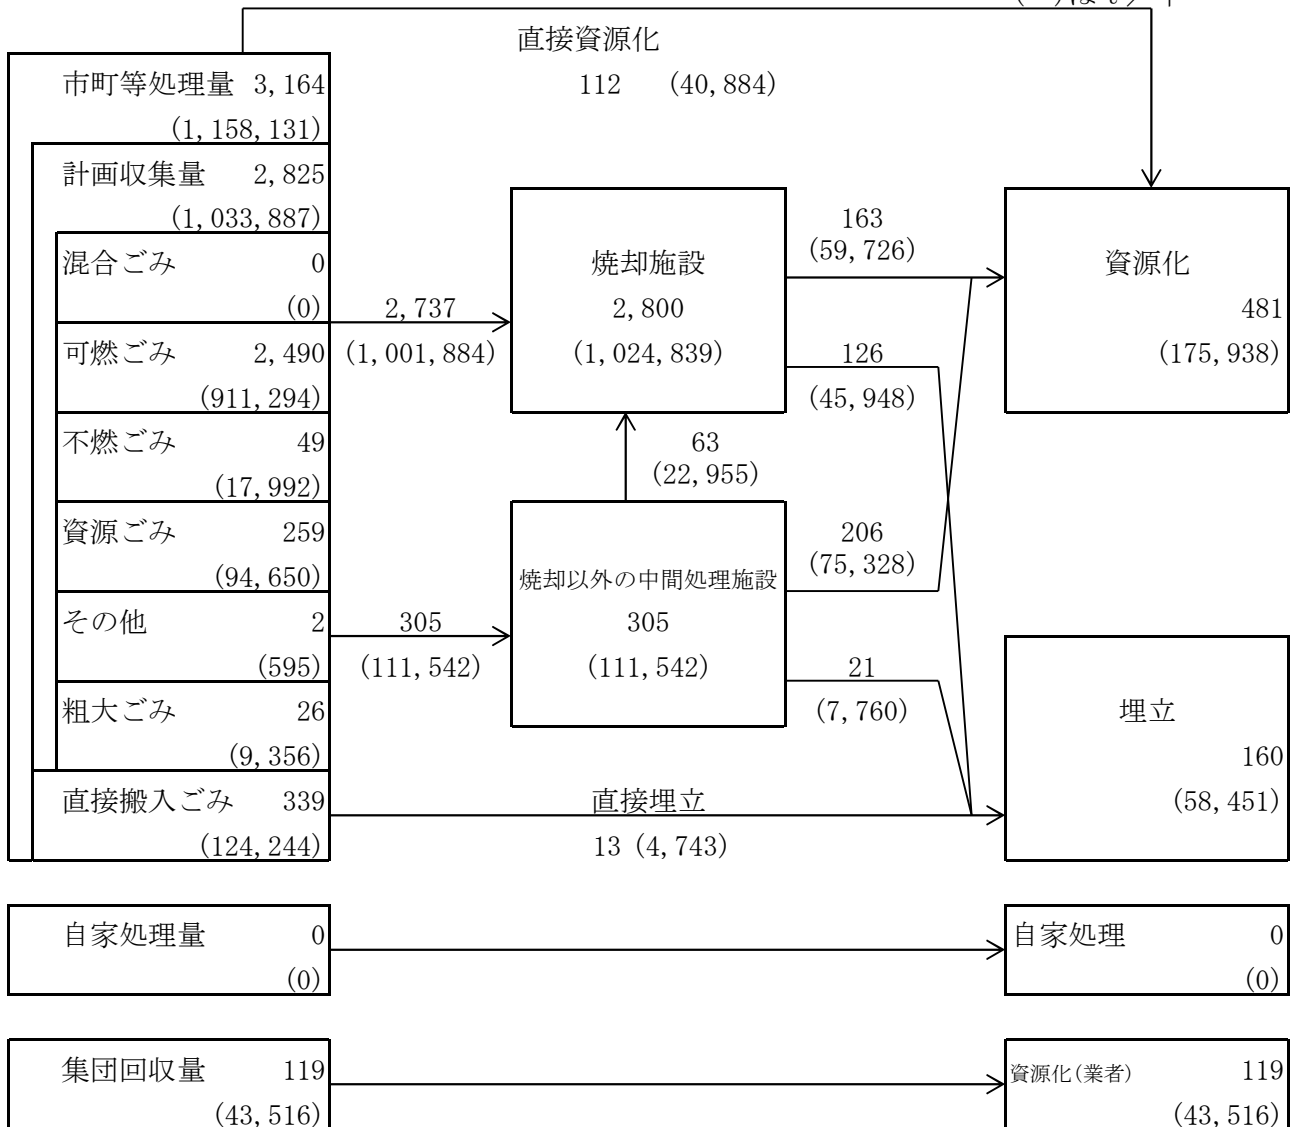 直接資源化
112 (40,884)
市町等処理量 3,164
(1,158,131)
計画収集量 2,825
(1,033,887)
混合ごみ 0
(0)
可燃ごみ 2,490
(911,294)
不燃ごみ 49
(17,992)
資源ごみ 259
(94,650)
その他 2
(595)
粗大ごみ 26
(9,356)
直接搬入ごみ 339
(124,244)
2,737
(1,001,884)
305
(111,542)
焼却施設
2,800
(1,024,839)
63
(22,955)
焼却以外の中間処理施設
305
(111,542)
163
(59,726)
126
(45,948)
206
(75,328)
21
(7,760)
直接埋立
13 (4,743)
資源化
481
(175,938)
埋立
160
(58,451)
自家処理量 0
(0)
自家処理 0
(0)
集団回収量 119
(43,516)
資源化(業者) 119
(43,516)